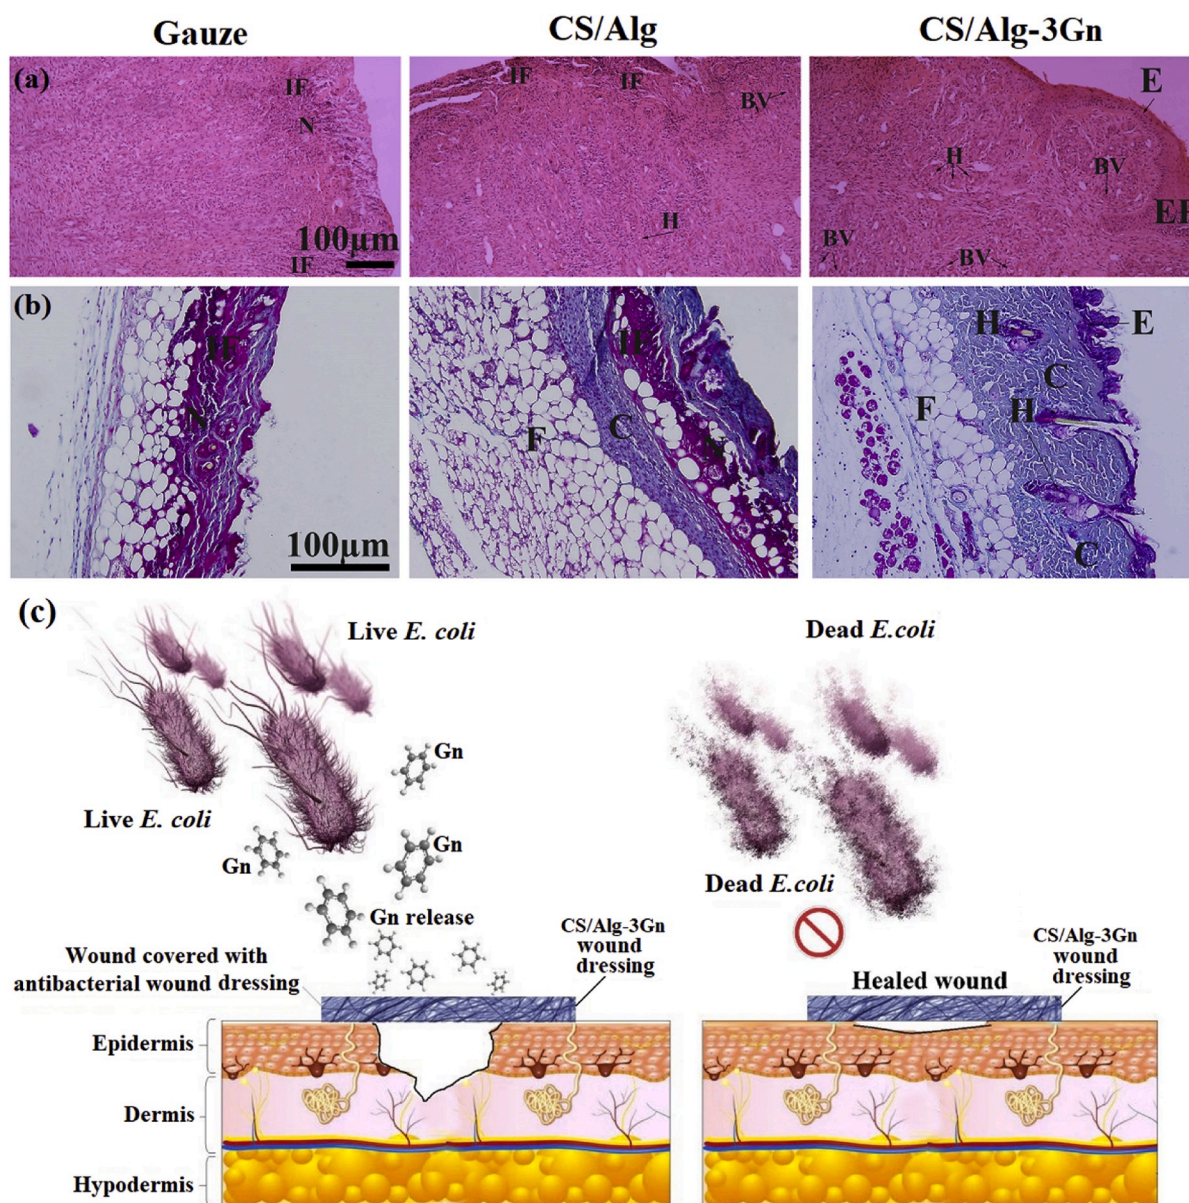 Gauze
CS/Alg
CS/Alg-3Gn
(a)
IF
N
100µm
IF
IF
IF
BV
H
E
H
BV
EP
BV
BV
(b)
IF
N
100µm
F
C
IF
N
H
E
C
F
H
C
(c)
Live E. coli
Live E. coli
Gn
Gn
Gn
Gn release
Wound covered with
antibacterial wound dressing
CS/Alg-3Gn
wound
dressing
Dead E.coli
Dead E.coli
Healed wound
CS/Alg-3Gn
wound
dressing
Epidermis
Dermis
Hypodermis